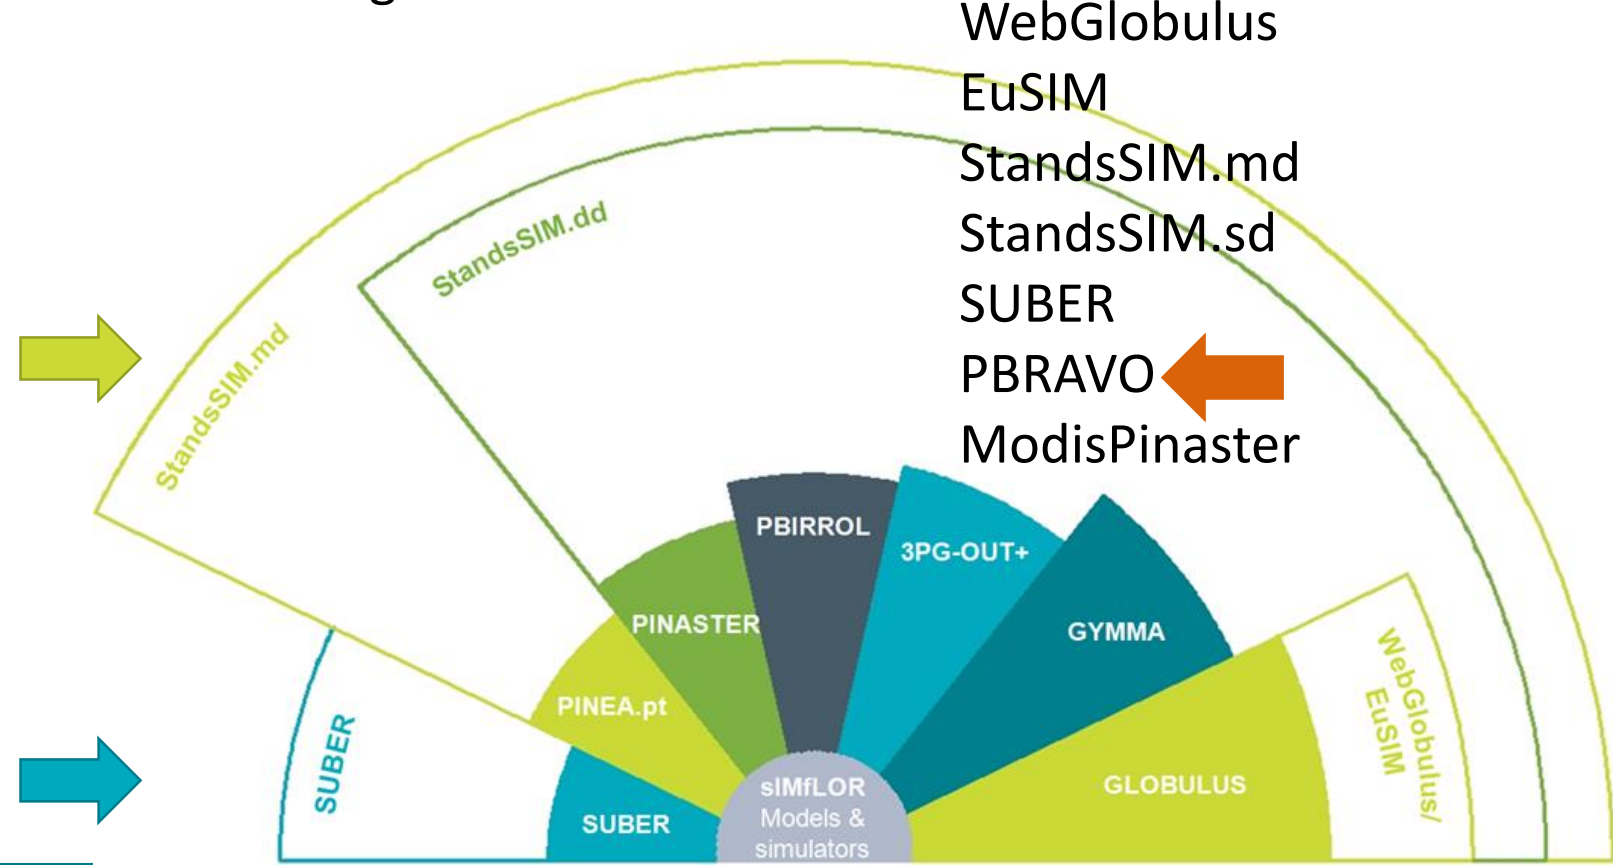 WebGlobulus
EuSIM
StandsSIM.md
StandsSIM.sd
SUBER
PBRAVO
ModisPinaster
StandsSIM.dd
StandsSIM.md
PBIRROL
3PG-OUT+
PINASTER
GYMMA
WebGlobulus/
EuSIM
PINEA.pt
SUBER
SUBER
GLOBULUS
sIMfLOR
Models &
simulators